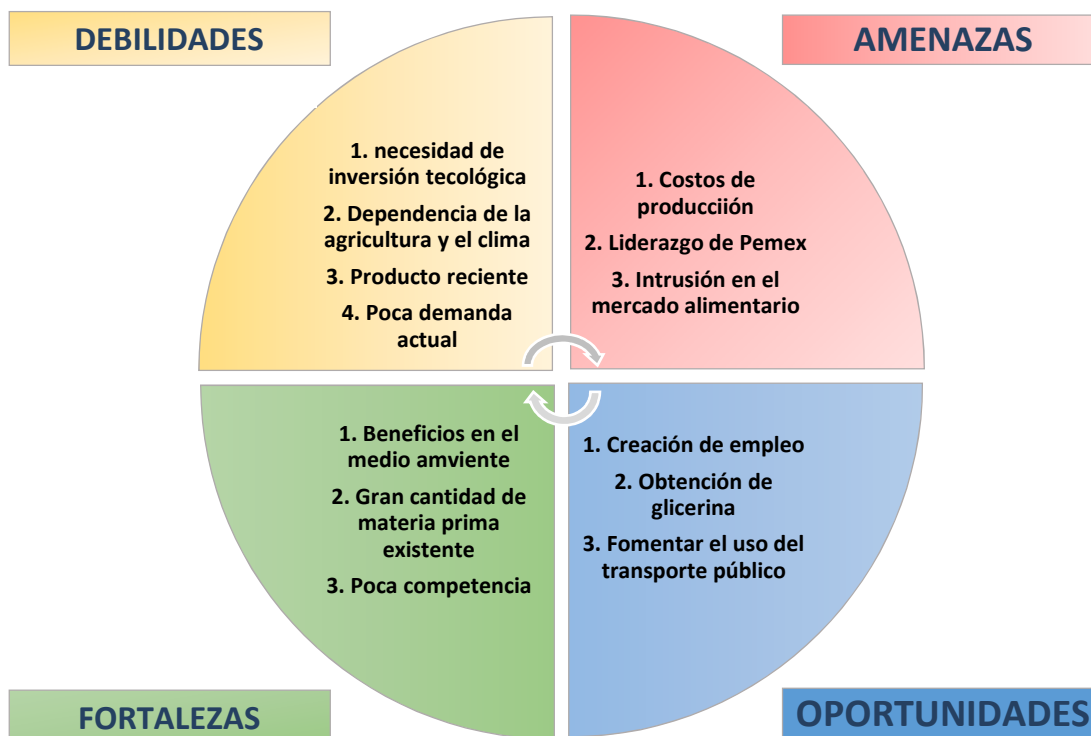 DEBILIDADES
1. necesidad de
inversión tecológica
2. Dependencia de la
agricultura y el clima
3. Producto reciente
4. Poca demanda
actual
AMENAZAS
1. Costos de
producciión
2. Liderazgo de Pemex
3. Intrusión en el
mercado alimentario
1. Beneficios en el
medio amviente
2. Gran cantidad de
materia prima
existente
3. Poca competencia
FORTALEZAS
1. Creación de empleo
2. Obtención de
glicerina
3. Fomentar el uso del
transporte público
OPORTUNIDADES